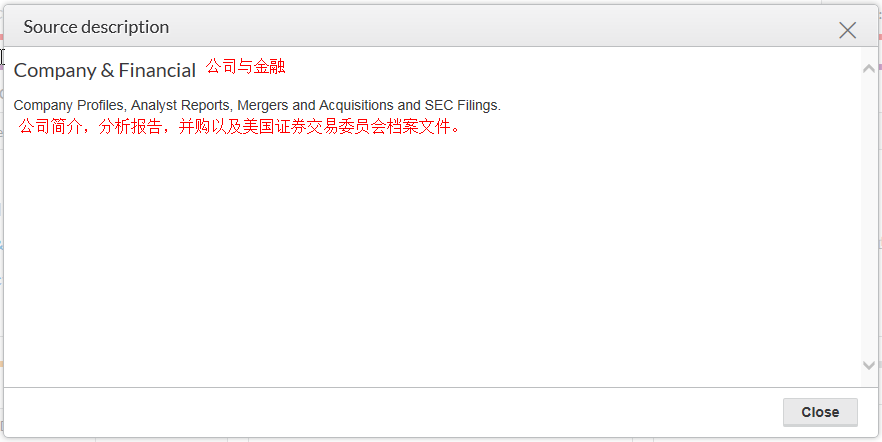 Source description
Company & Financial 公司与金融
Company Profiles, Analyst Reports, Mergers and Acquisitions and SEC Filings.
公司简介，分析报告，并购以及美国证券交易委员会档案文件。
Close